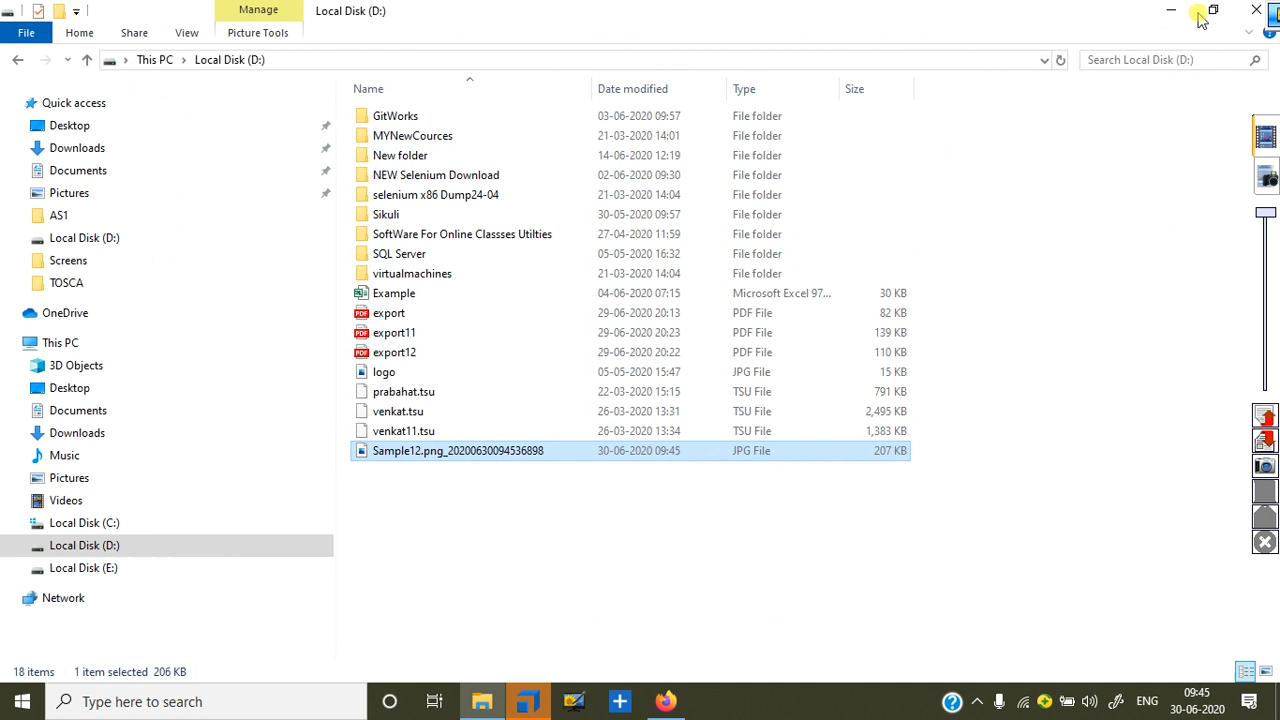 Manage
Local Disk (D:)
File
Home
Share
View
Picture Tools
This PC
Local Disk (D:)
Search Local Disk (D:)
Name
Date modified
Type
Size
Quick access
Desktop
Downloads
Documents
Pictures
AS1
Local Disk (D:)
Screens
TOSCA
OneDrive
This PC
3D Objects
Desktop
Documents
Downloads
Music
Pictures
Videos
Local Disk (C:)
Local Disk (D:)
Local Disk (E:)
Network
GitWorks 03-06-2020 09:57 File folder
MYNewCources 21-03-2020 14:01 File folder
New folder 14-06-2020 12:19 File folder
NEW Selenium Download 02-06-2020 09:30 File folder
selenium x86 Dump24-04 21-03-2020 14:04 File folder
Sikuli 30-05-2020 09:57 File folder
SoftWare For Online Classses Utilties 27-04-2020 11:59 File folder
SQL Server 05-05-2020 16:32 File folder
virtualmachines 21-03-2020 14:04 File folder
Example 04-06-2020 07:15 Microsoft Excel 97... 30 KB
PDF export 29-06-2020 20:13 PDF File 82 KB
PDF export11 29-06-2020 20:23 PDF File 139 KB
PDF export12 29-06-2020 20:22 PDF File 110 KB
logo 05-05-2020 15:47 JPG File 15 KB
prabahat.tsu 22-03-2020 15:15 TSU File 791 KB
venkat.tsu 26-03-2020 13:31 TSU File 2,495 KB
venkat11.tsu 26-03-2020 13:34 TSU File 1,383 KB
Sample12.png_20200630094536898 30-06-2020 09:45 JPG File 207 KB
18 items
1 item selected 206 KB
Type here to search
ENG
09:45
30-06-2020